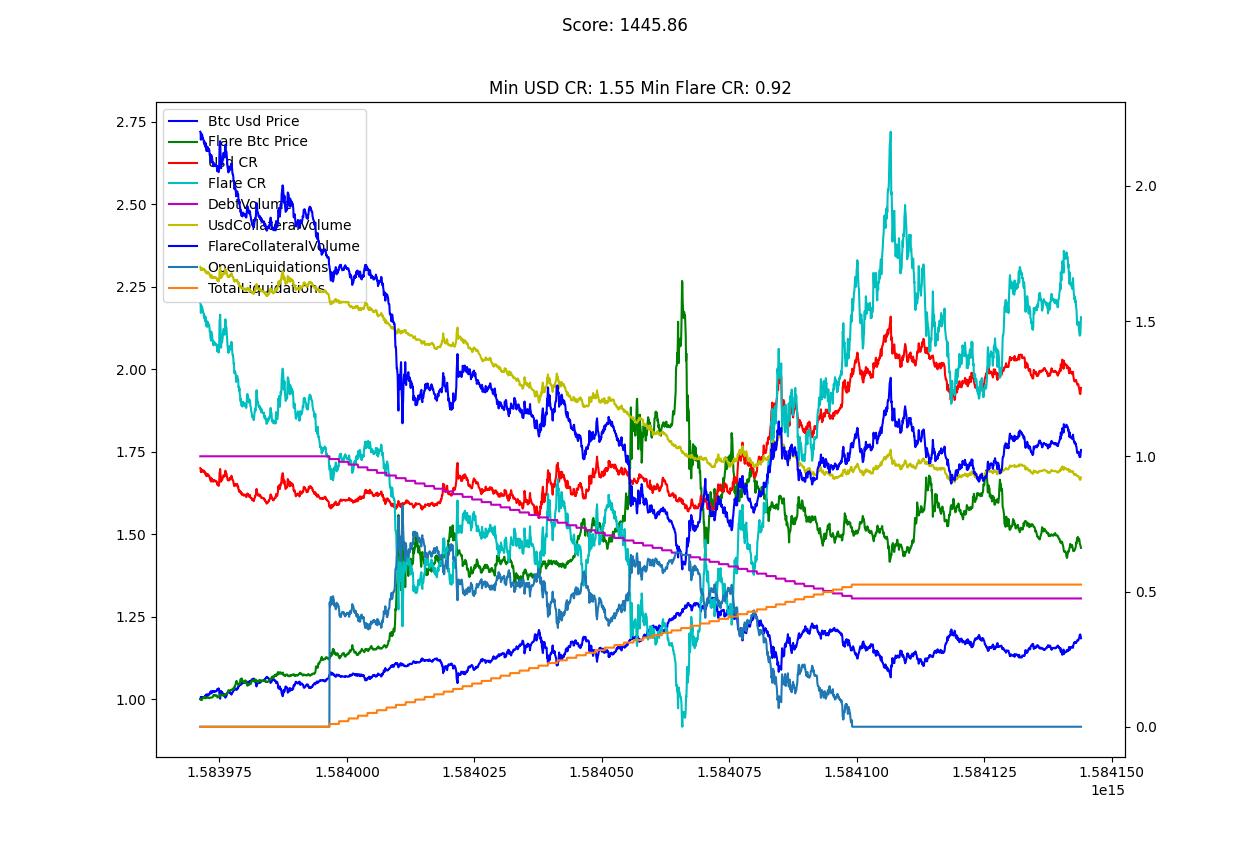 Score: 1445.86
Min USD CR: 1.55 Min Flare CR: 0.92
Btc Usd Price
Flare Btc Price
Usd CR
Flare CR
DebtVolume
UsdCollateralVolume
FlareCollateralVolume
OpenLiquidations
TotalLiquidations
2.75
2.50
2.25
2.00
1.75
1.50
1.25
1.00
2.0
1.5
1.0
0.5
0.0
1.583975 1.584000 1.584025 1.584050 1.584075 1.584100 1.584125 1.584150
1e15